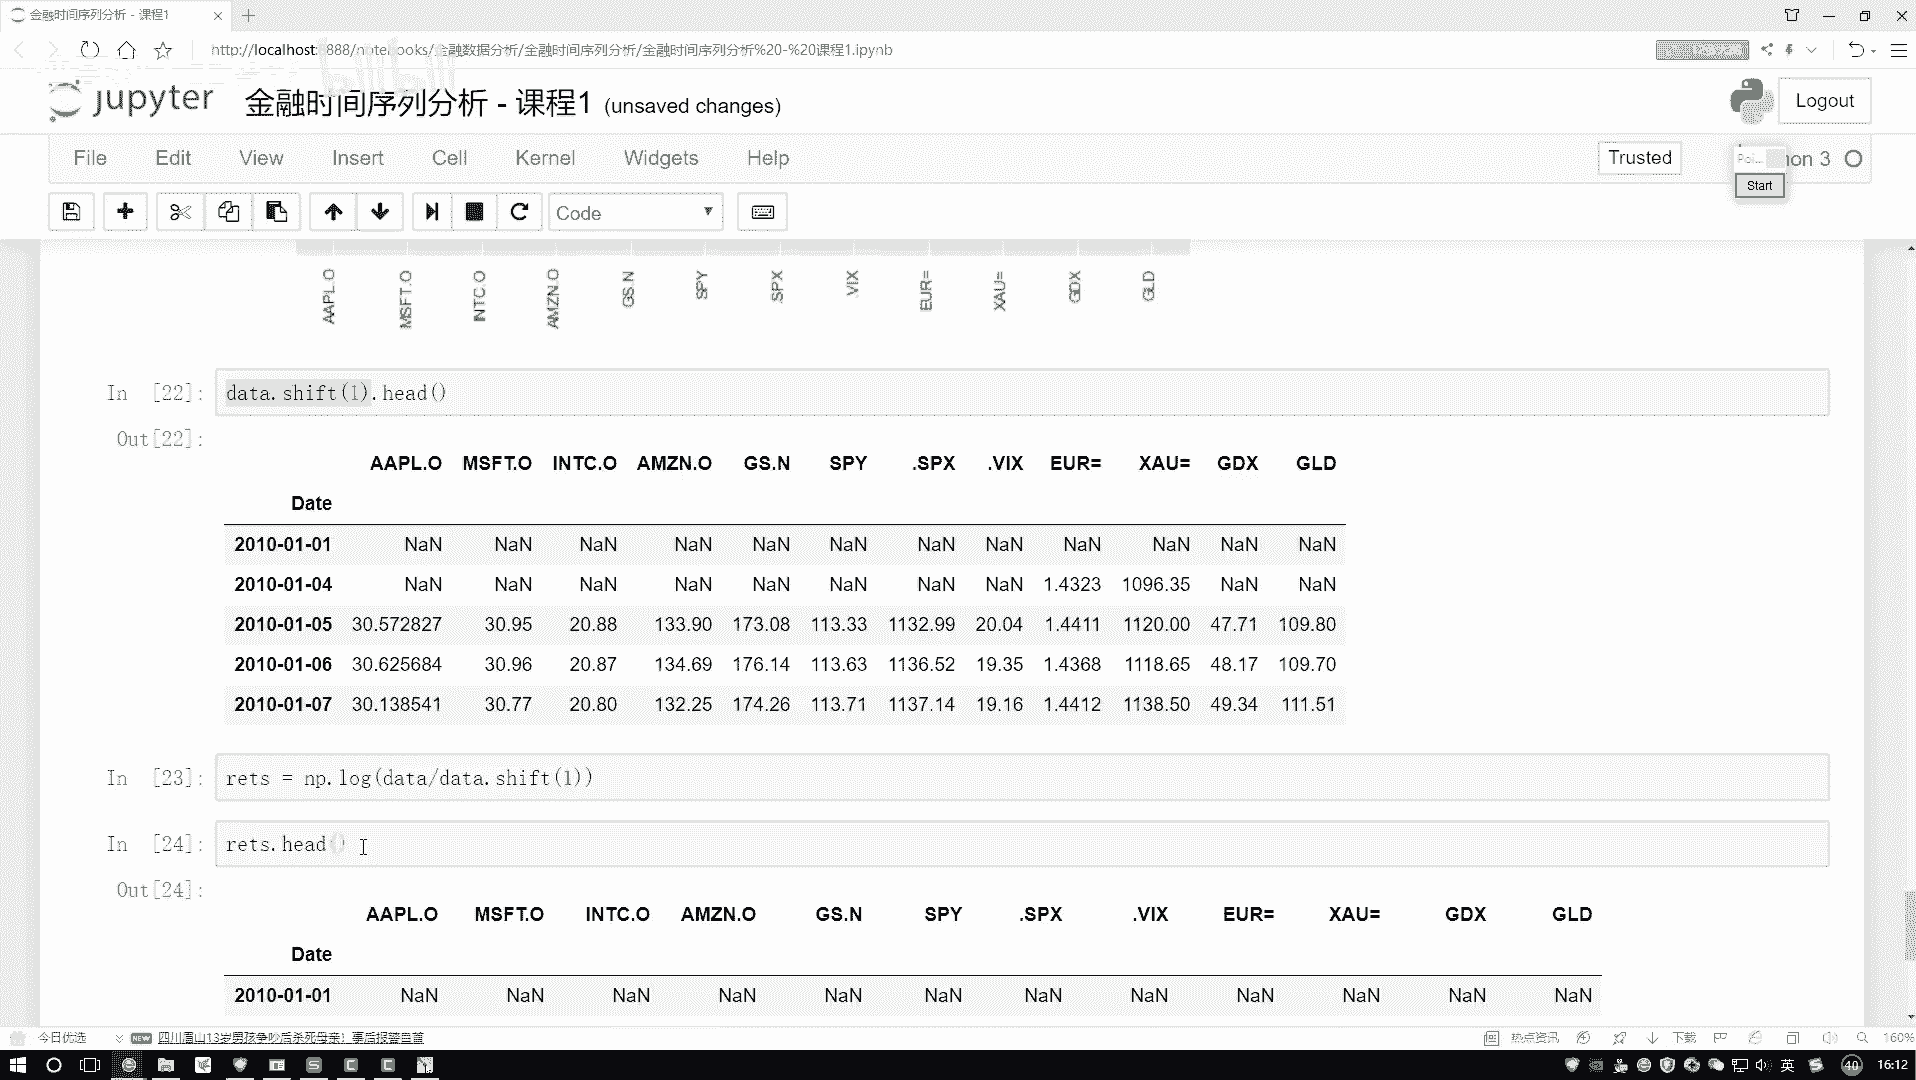 金融时间序列分析 - 课程1
http://localhost:8888/notebooks/金融数据分析/金融时间序列分析/金融时间序列分析%20-%20课程1.ipynb
jupyter 金融时间序列分析 - 课程1 (unsaved changes)
Logout
File Edit View Insert Cell Kernel Widgets Help
Trusted
hon 3
Start
Code
AAPL.O MSFT.O INTC.O AMZN.O GS.N SPY .SPX .VIX EUR= XAU= GDX GLD
In [22]: data.shift(1).head()
Out[22]:
AAPL.O MSFT.O INTC.O AMZN.O GS.N SPY .SPX .VIX EUR= XAU= GDX GLD
Date
2010-01-01 NaN NaN NaN NaN NaN NaN NaN NaN NaN NaN NaN NaN
2010-01-04 NaN NaN NaN NaN NaN NaN NaN NaN 1.4323 1096.35 NaN NaN
2010-01-05 30.572827 30.95 20.88 133.90 173.08 113.33 1132.99 20.04 1.4411 1120.00 47.71 109.80
2010-01-06 30.625684 30.96 20.87 134.69 176.14 113.63 1136.52 19.35 1.4368 1118.65 48.17 109.70
2010-01-07 30.138541 30.77 20.80 132.25 174.26 113.71 1137.14 19.16 1.4412 1138.50 49.34 111.51
In [23]: rets = np.log(data/data.shift(1))
In [24]: rets.head()
Out[24]:
AAPL.O MSFT.O INTC.O AMZN.O GS.N SPY .SPX .VIX EUR= XAU= GDX GLD
Date
2010-01-01 NaN NaN NaN NaN NaN NaN NaN NaN NaN NaN NaN NaN
今日优选 NEW 四川眉山13岁男孩争吵后杀死母亲！事后报警自首
热点资讯 下载 160%
英 40 16:12